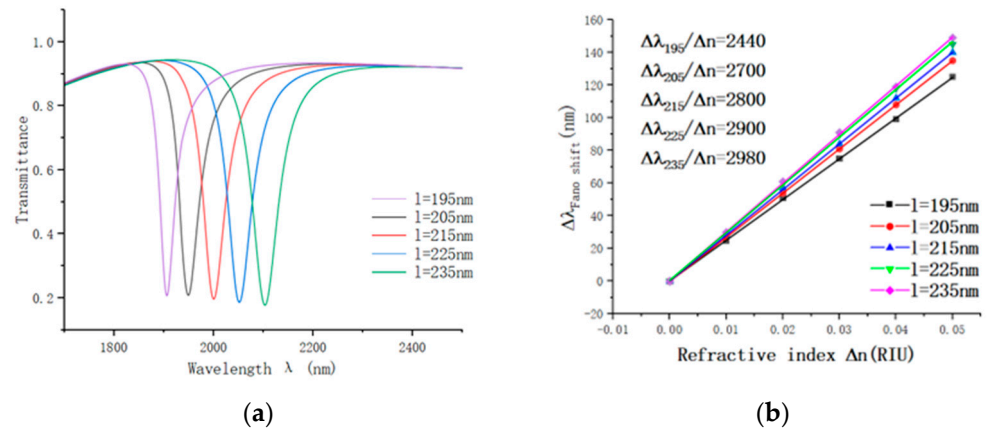 1.0
0.8
0.6
0.4
0.2
Transmittance
1800
2000
2200
2400
Wavelength λ (nm)
l=195nm
l=205nm
l=215nm
l=225nm
l=235nm
(a)
160
140
120
100
80
60
40
20
0
-20
ΔλFano shift(nm)
Δλ195/Δn=2440
Δλ205/Δn=2700
Δλ215/Δn=2800
Δλ225/Δn=2900
Δλ235/Δn=2980
l=195nm
l=205nm
l=215nm
l=225nm
l=235nm
-0.01 0.00 0.01 0.02 0.03 0.04 0.05
Refractive index Δn(RIU)
(b)